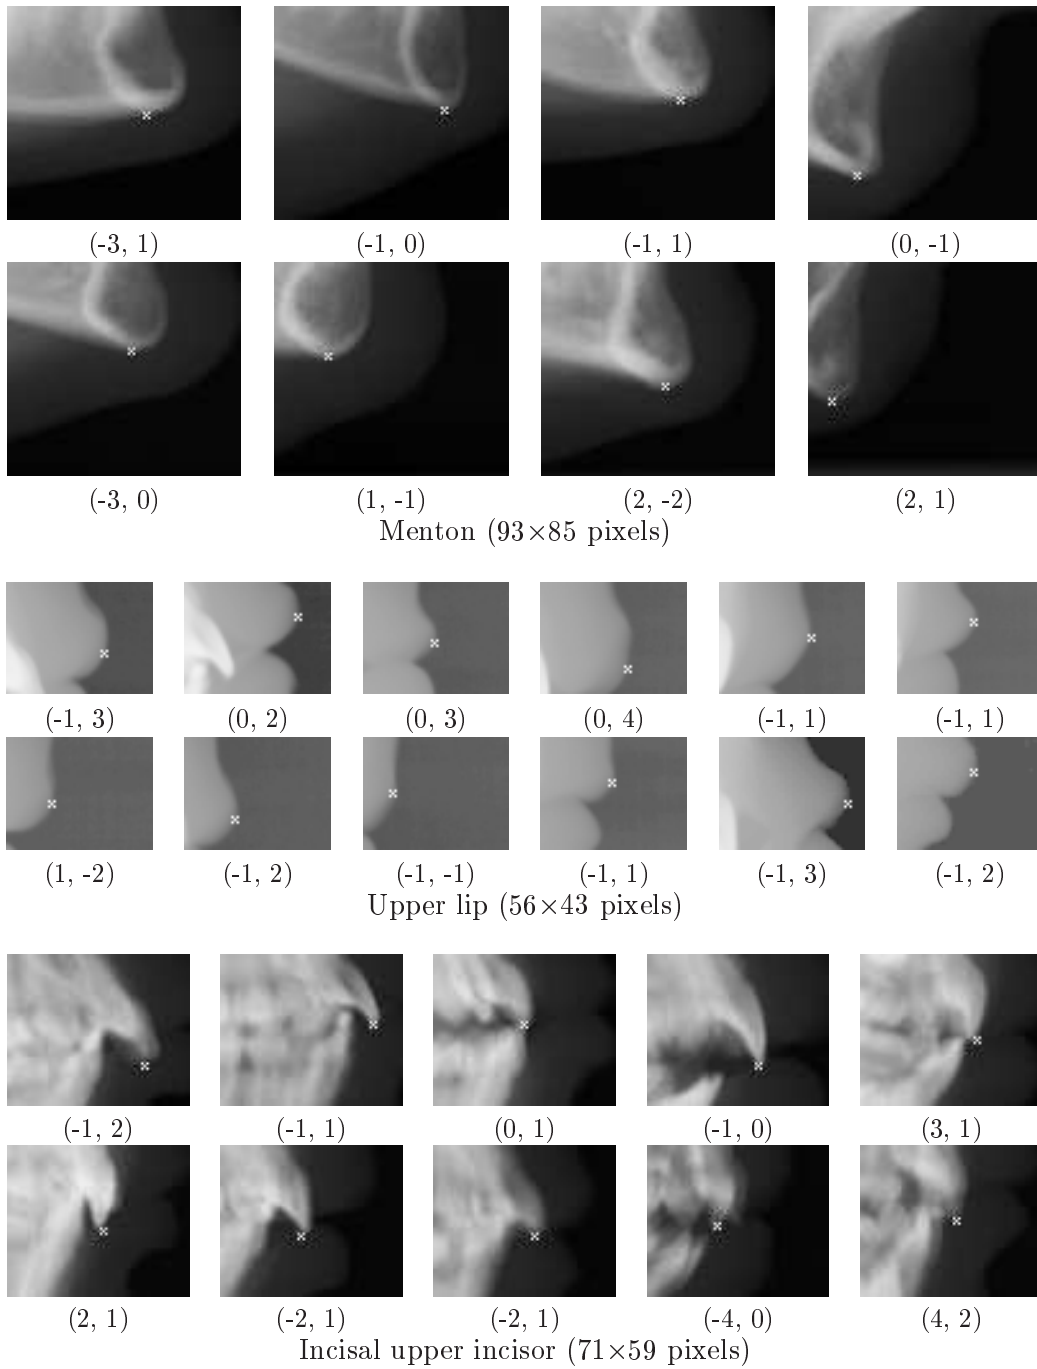 (-3, 1) (-1, 0) (-1, 1) (0, -1)
(-3, 0) (1, -1) (2, -2) (2, 1)
Menton (93×85 pixels)
(-1, 3) (0, 2) (0, 3) (0, 4) (-1, 1) (-1, 1)
(1, -2) (-1, 2) (-1, -1) (-1, 1) (-1, 3) (-1, 2)
Upper lip (56×43 pixels)
(-1, 2) (-1, 1) (0, 1) (-1, 0) (3, 1)
(2, 1) (-2, 1) (-2, 1) (-4, 0) (4, 2)
Incisal upper incisor (71×59 pixels)